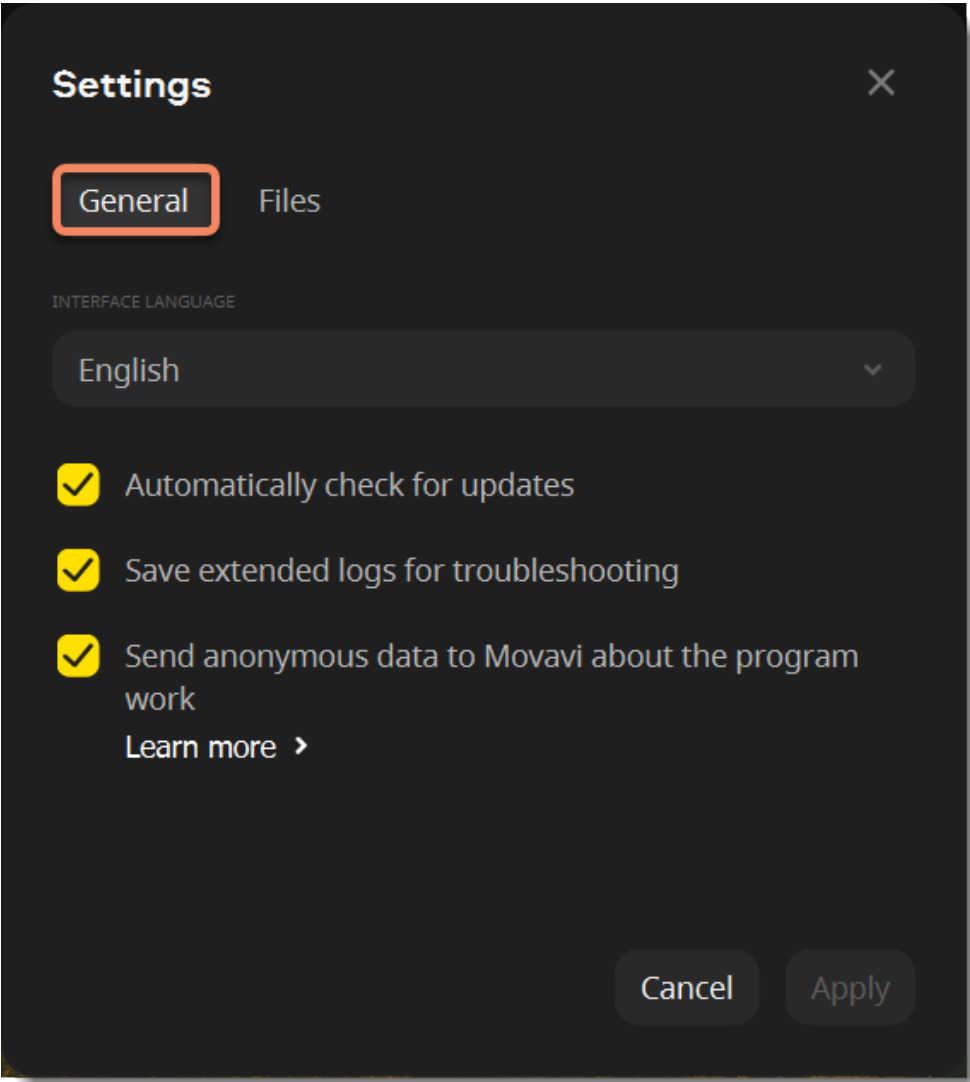 Settings
General Files
INTERFACE LANGUAGE
English
Automatically check for updates
Save extended logs for troubleshooting
Send anonymous data to Movavi about the program
work
Learn more
Cancel Apply